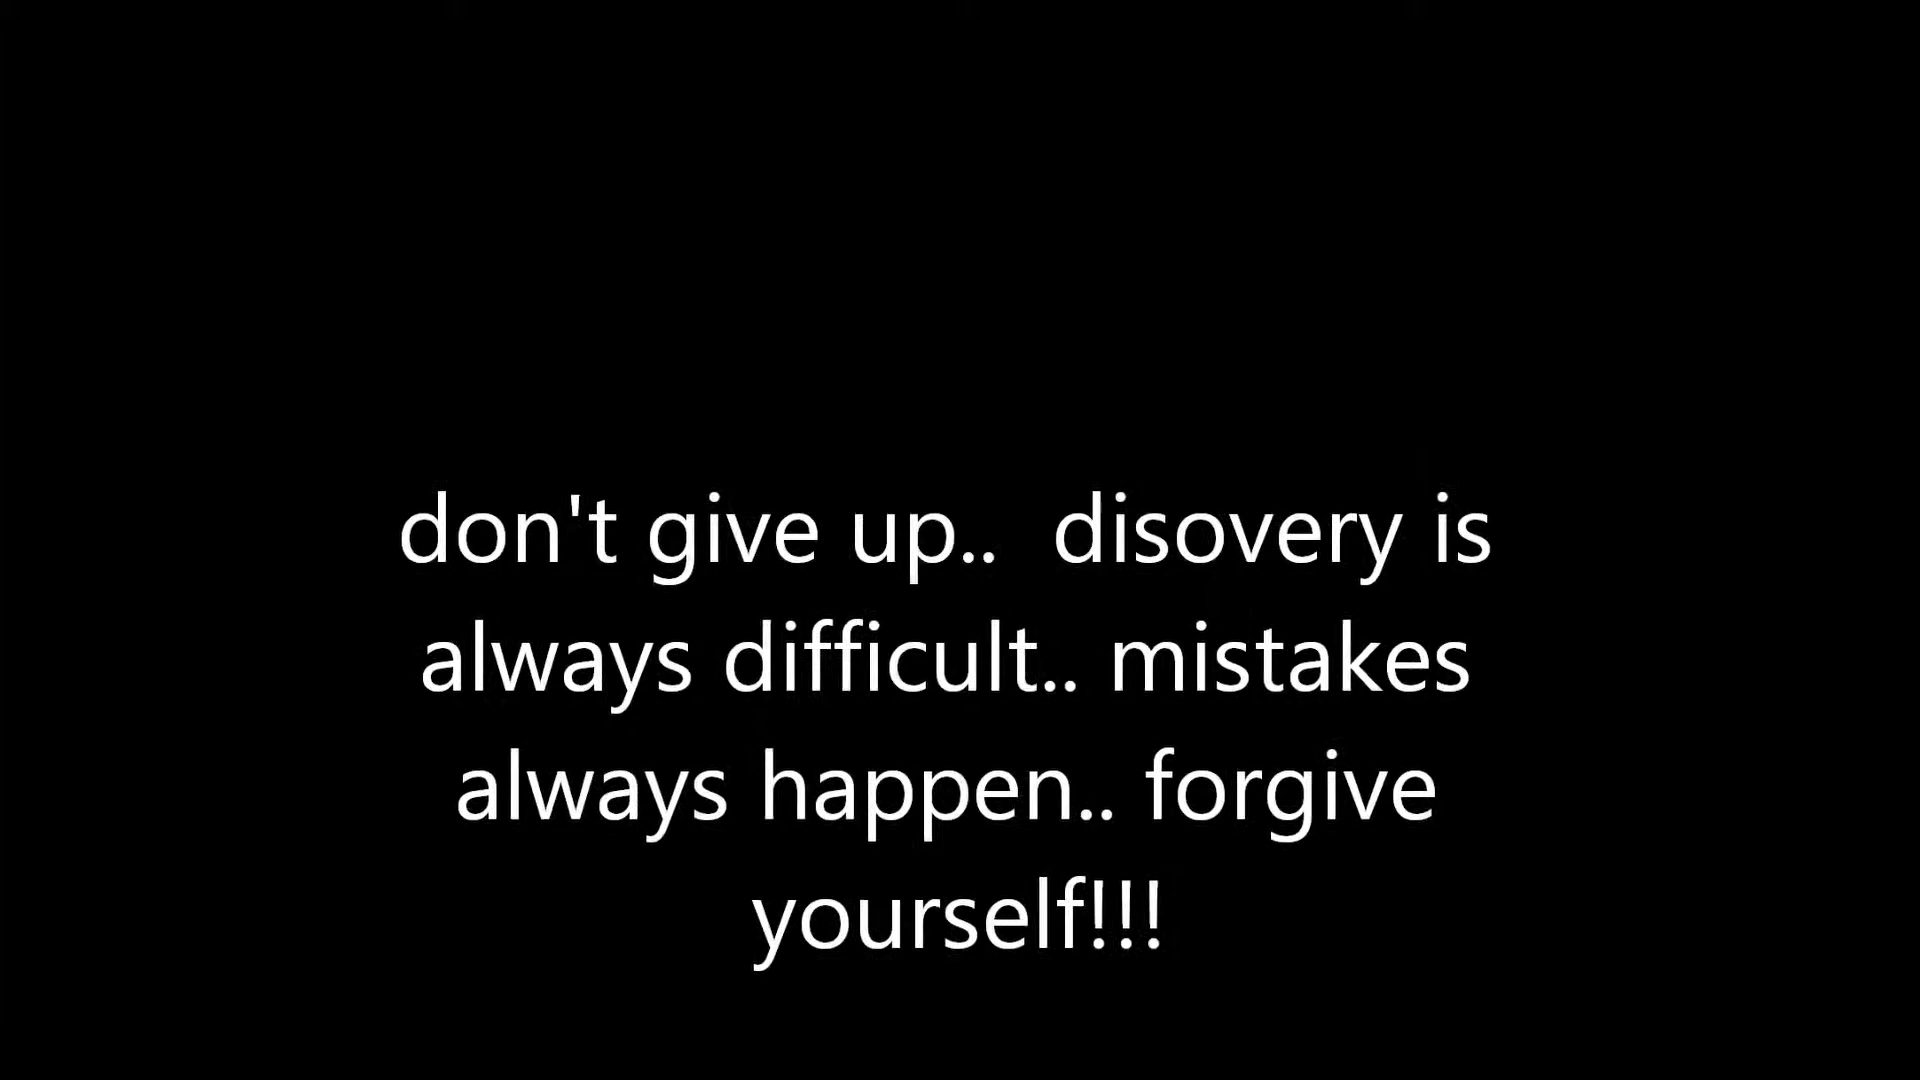 don't give up..  disovery is
always difficult.. mistakes
always happen.. forgive
yourself!!!